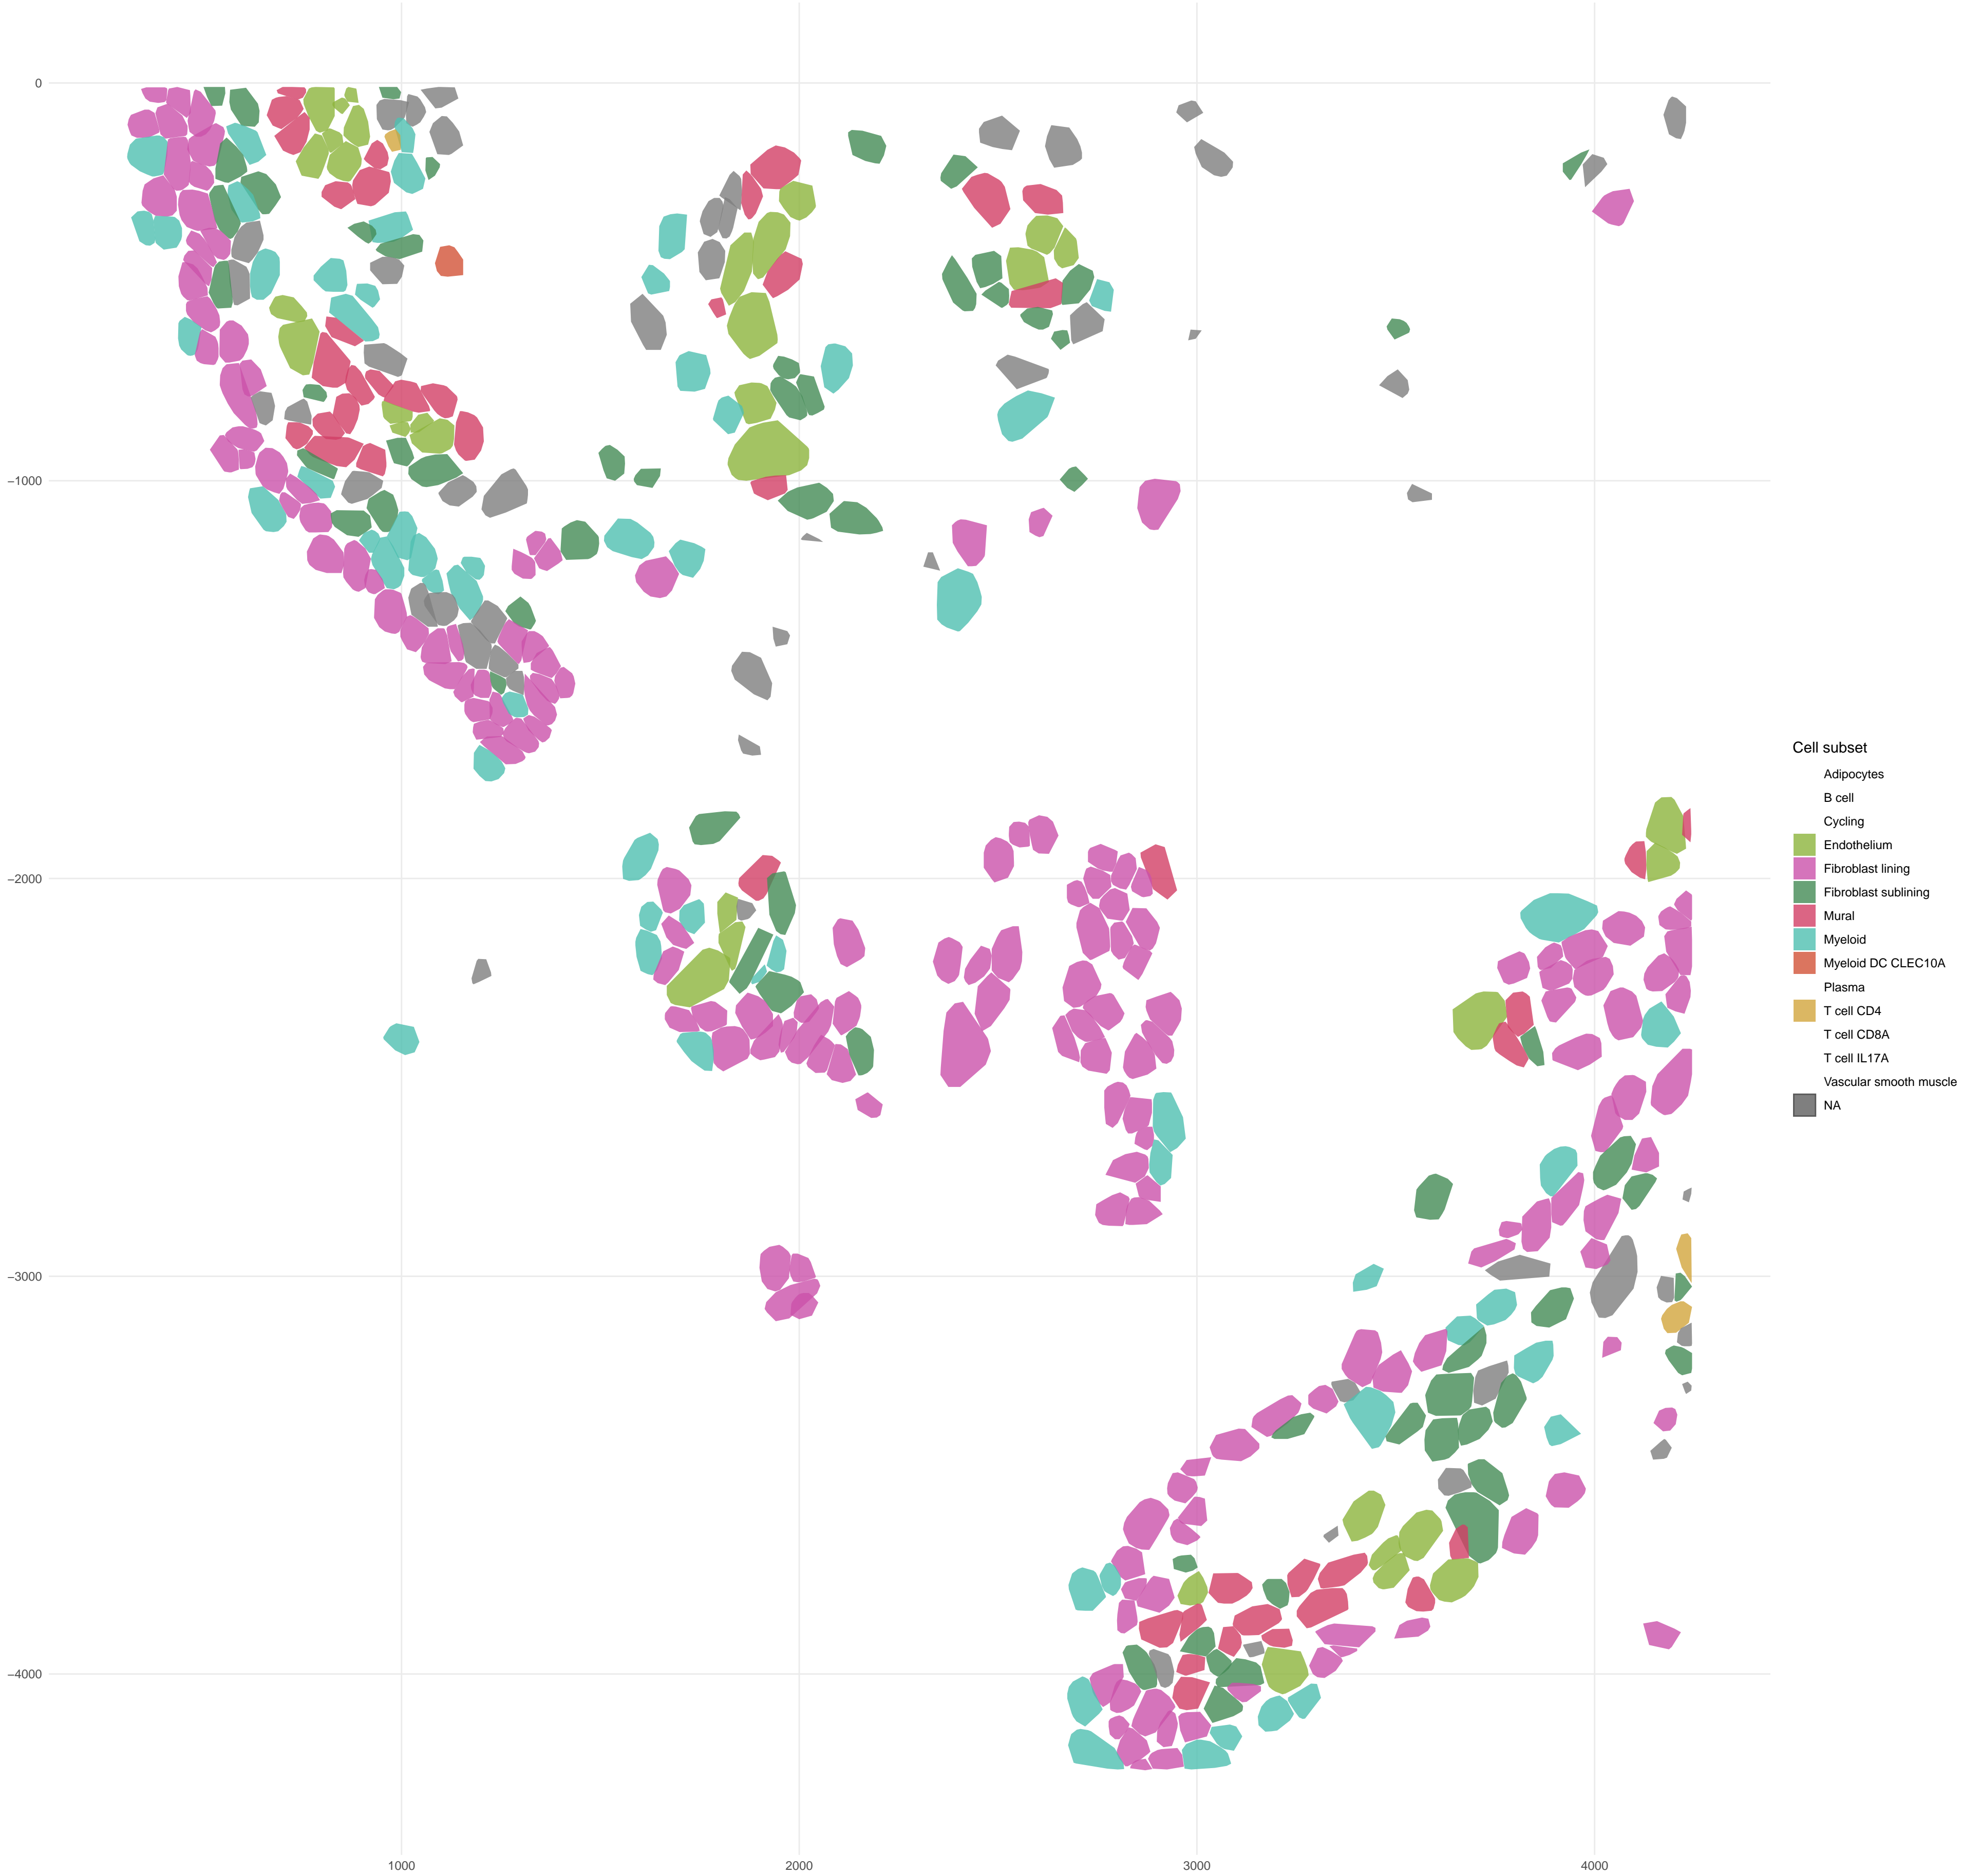 0
−1000
−2000
−3000
−4000
1000
2000
3000
4000
Cell subset
Adipocytes
B cell
Cycling
Endothelium
Fibroblast lining
Fibroblast sublining
Mural
Myeloid
Myeloid DC CLEC10A
Plasma
T cell CD4
T cell CD8A
T cell IL17A
Vascular smooth muscle
NA